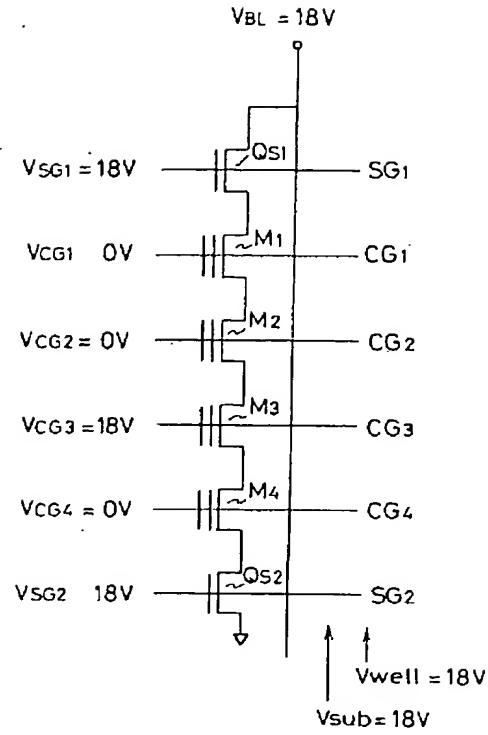 VBL = 18V
QS1
VSG1 = 18V SG1
M1
VCG1 0V CG1
M2
VCG2 = 0V CG2
M3
VCG3 = 18V CG3
M4
VCG4 = 0V CG4
QS2
VSG2 18V SG2
Vwell = 18V
Vsub = 18V